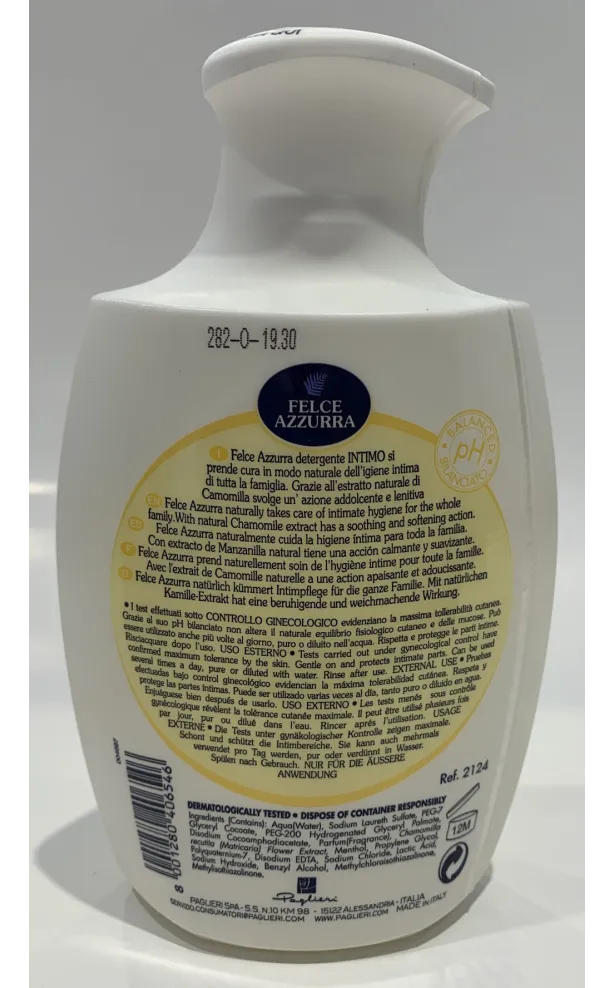 282-O-19.30
FELCE
AZZURRA
BALANCED
pH
BILANCIATO
I Felce Azzurra detergente INTIMO si
prende cura in modo naturale dell'igiene intima
di tutta la famiglia. Grazie all'estratto naturale di
Camomilla svolge un' azione addolcente e lenitiva
EN Felce Azzurra naturally takes care of intimate hygiene for the whole
family.With natural Chamomile extract has a soothing and softening action.
ES Felce Azzurra naturalmente cuida la higiene íntima para toda la familia.
Con extracto de Manzanilla natural tiene una acción calmante y suavizante.
F Felce Azzurra prend naturellement soin de l'hygiène intime pour toute la famille.
Avec l'extrait de Camomille naturelle a une action apaisante et adoucissante.
D Felce Azzurra natürlich kümmert Intimpflege für die ganze Familie. Mit natürlichen
Kamille-Extrakt hat eine beruhigende und weichmachende Wirkung.
• I test effettuati sotto CONTROLLO GINECOLOGICO evidenziano la massima tollerabilità cutanea.
Grazie al suo pH bilanciato non altera il naturale equilibrio fisiologico cutaneo e delle mucose. Può
essere utilizzato anche più volte al giorno, puro o diluito nell'acqua. Rispetta e protegge le parti intime.
Risciacquare dopo l'uso. USO ESTERNO • Tests carried out under gynecological control have
confirmed maximum tolerance by the skin. Gentle on and protects intimate parts. Can be used
several times a day, pure or diluted with water. Rinse after use. EXTERNAL USE • Pruebas
efectuadas bajo control ginecológico evidencian la máxima tolerabilidad cutánea. Respeta y
protege las partes intimas. Puede ser utilizado varias veces al día, tanto puro o diluido en agua.
Enjuáguese bien después de usarlo. USO EXTERNO • Les tests menés sous contrôle
gynécologique révèlent la tolérance cutanée maximale. Il peut être utilisé plusieurs fois
par jour, pur ou dilué dans l'eau. Rincer après l'utilisation. USAGE
EXTERNE • Die Tests unter gynäkologischer Kontrolle zeigen maximale.
Schont und schützt die Intimbereiche. Sie kann auch mehrmals
verwendet pro Tag werden, pur oder verdünnt in Wasser.
Spülen nach Gebrauch. NUR FÜR DIE ÄUSSERE
ANWENDUNG
Ref. 2124
8 001280 406546
DERMATOLOGICALLY TESTED • DISPOSE OF CONTAINER RESPONSIBLY
Ingredients (Contains): Aqua(Water), Sodium Laureth Sulfate, PEG-7
Glyceryl Cocoate, PEG-200 Hydrogenated Glyceryl Palmate,
Disodium Cocoamphodiacetate, Parfum(Fragrance), Chamomilla
recutita (Matricaria) Flower Extract, Menthol, Propylene Glycol,
Polyquaternium-7, Disodium EDTA, Sodium Chloride, Lactic Acid,
Sodium Hydroxide, Benzyl Alcohol, Methylchloroisothiazolinone,
Methylisothiazolinone.
12M
Paglieri
PAGLIERI SPA - S.S. N.10 KM 98 - 15122 ALESSANDRIA - ITALIA
SERVIZIO.CONSUMATORI@PAGLIERI.COM WWW.PAGLIERI.COM MADE IN ITALY